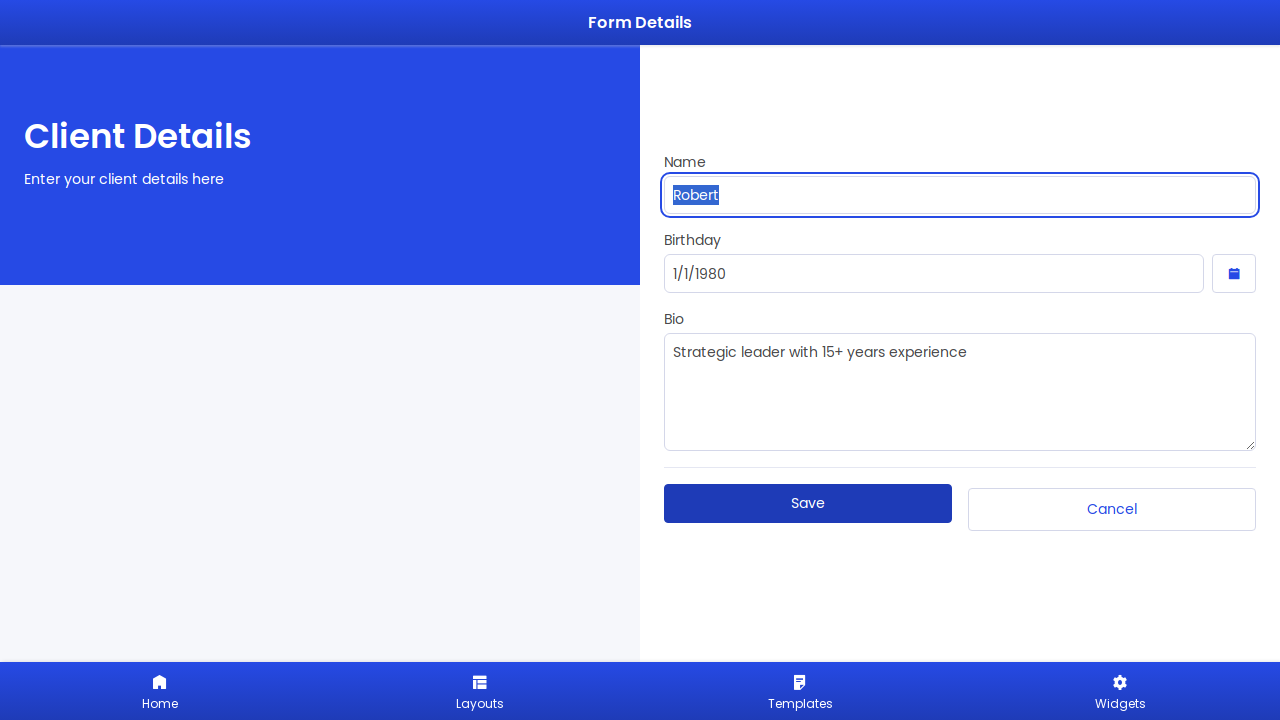 Form Details
Client Details
Enter your client details here
Name
Robert
Birthday
1/1/1980
Bio
Strategic leader with 15+ years experience
Save
Cancel
Home
Layouts
Templates
Widgets